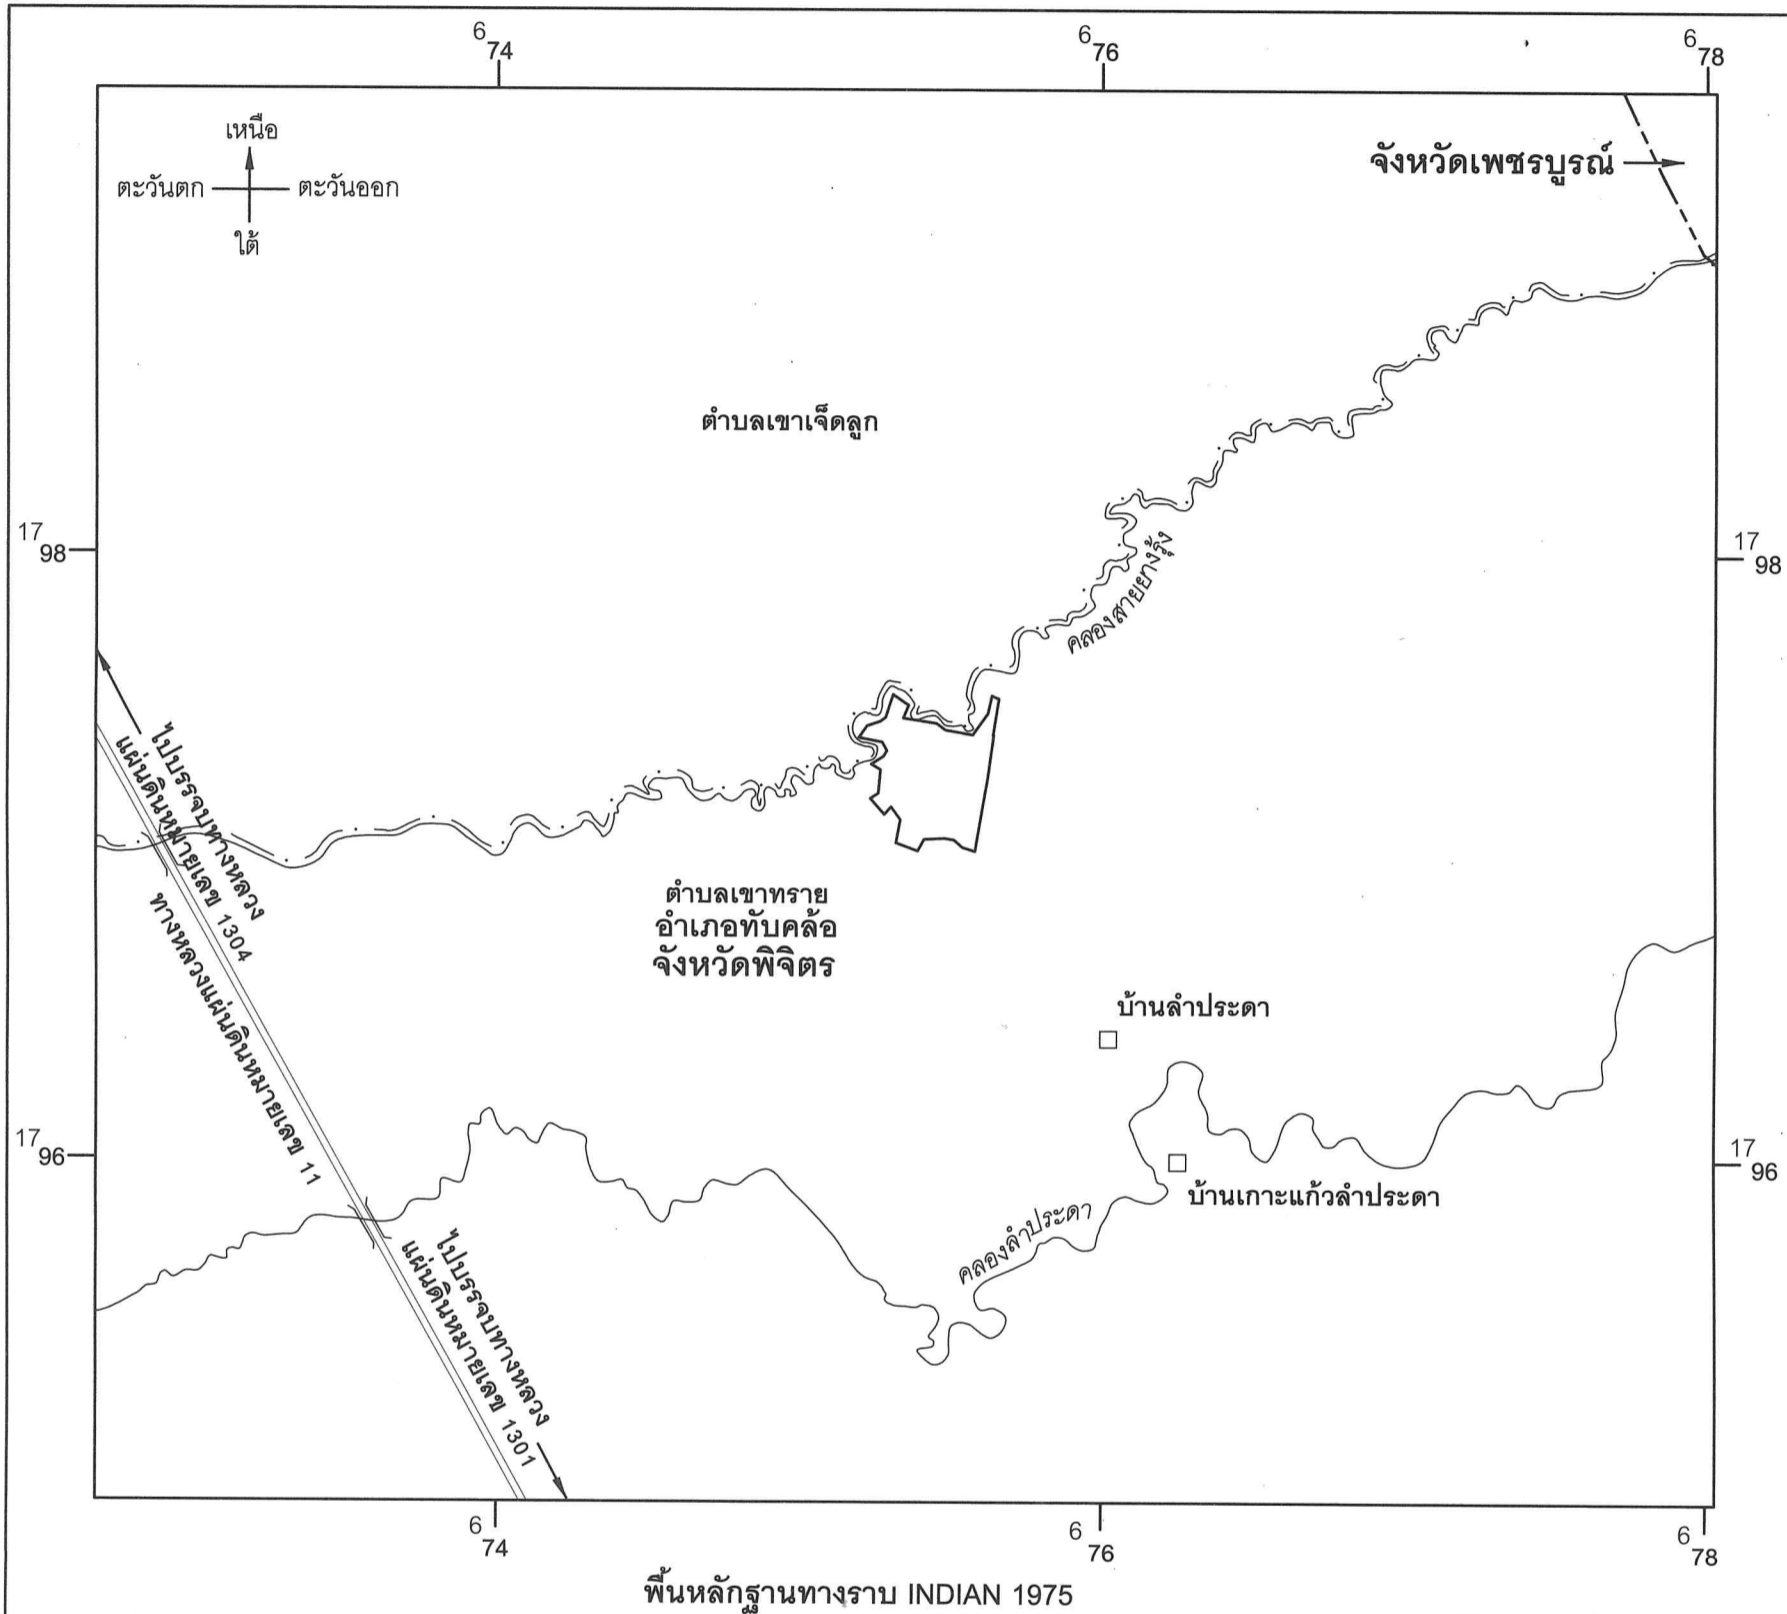 6 74
6 76
6 78
เหนือ
ตะวันตก
ตะวันออก
ใต้
จังหวัดเพชรบูรณ์
ตำบลเขาเจ็ดลูก
17 98
17 98
คลองสายยางรุ้ง
ไปบรรจบทางหลวง
แผ่นดินหมายเลข 1304
ทางหลวงแผ่นดินหมายเลข 11
ตำบลเขาทราย
อำเภอทับคล้อ
จังหวัดพิจิตร
บ้านลำประดา
17 96
17 96
บ้านเกาะแก้วลำประดา
คลองลำประดา
ไปบรรจบทางหลวง
แผ่นดินหมายเลข 1301
6 74
6 76
6 78
พื้นหลักฐานทางราบ INDIAN 1975